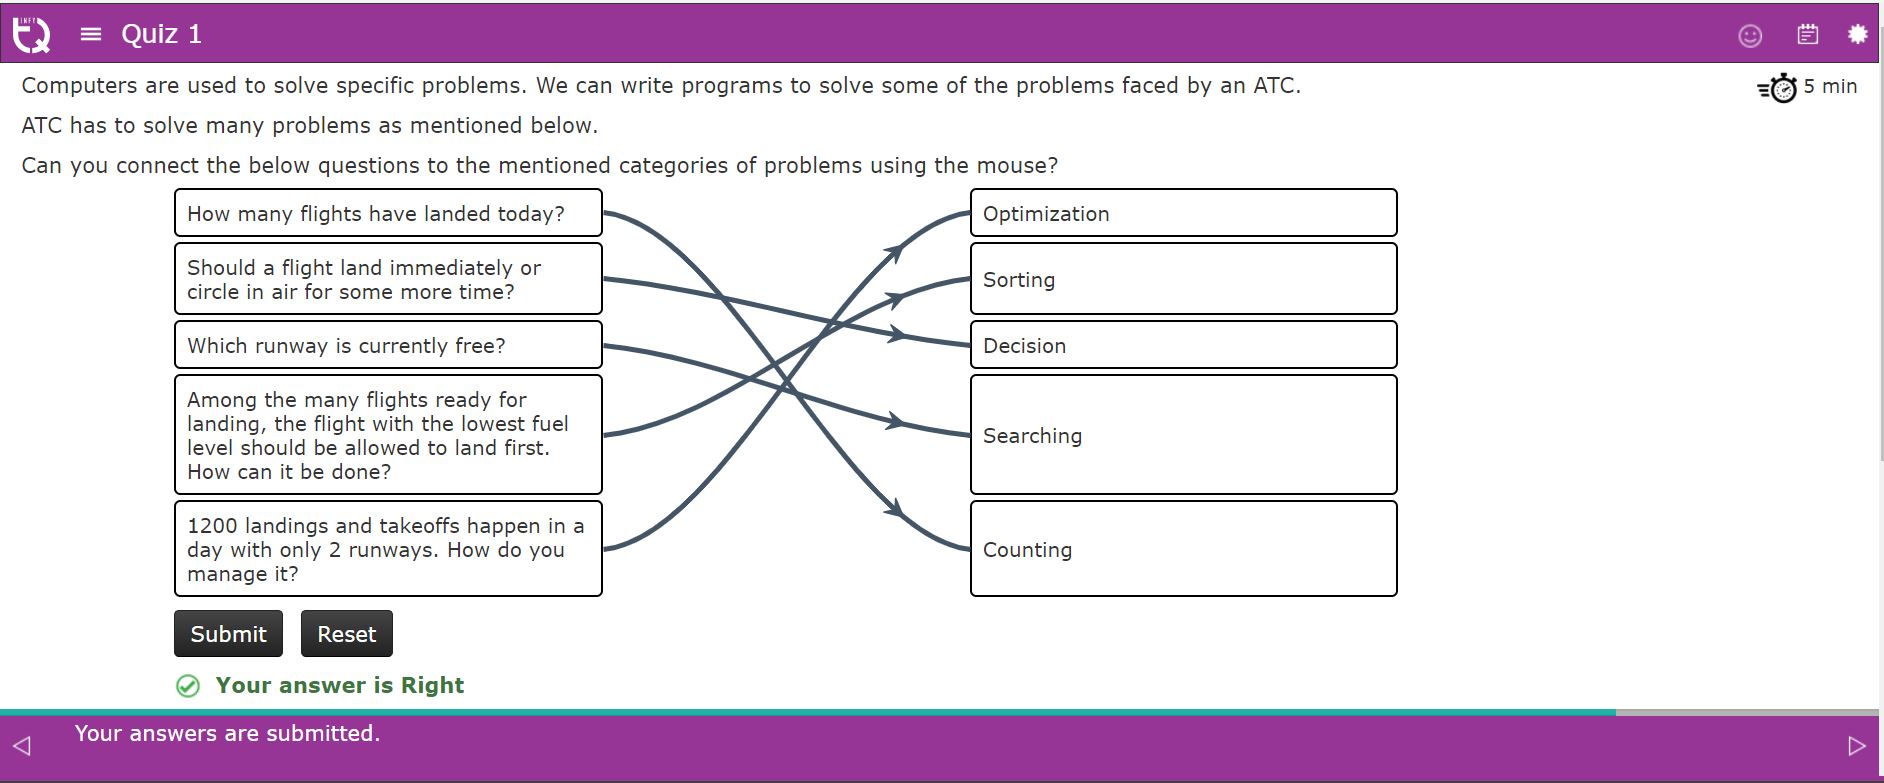 INFY
TQ
Quiz 1
Computers are used to solve specific problems. We can write programs to solve some of the problems faced by an ATC.
5 min
ATC has to solve many problems as mentioned below.
Can you connect the below questions to the mentioned categories of problems using the mouse?
How many flights have landed today?
Optimization
Should a flight land immediately or
circle in air for some more time?
Sorting
Which runway is currently free?
Decision
Among the many flights ready for
landing, the flight with the lowest fuel
level should be allowed to land first.
How can it be done?
Searching
1200 landings and takeoffs happen in a
day with only 2 runways. How do you
manage it?
Counting
Submit
Reset
Your answer is Right
Your answers are submitted.